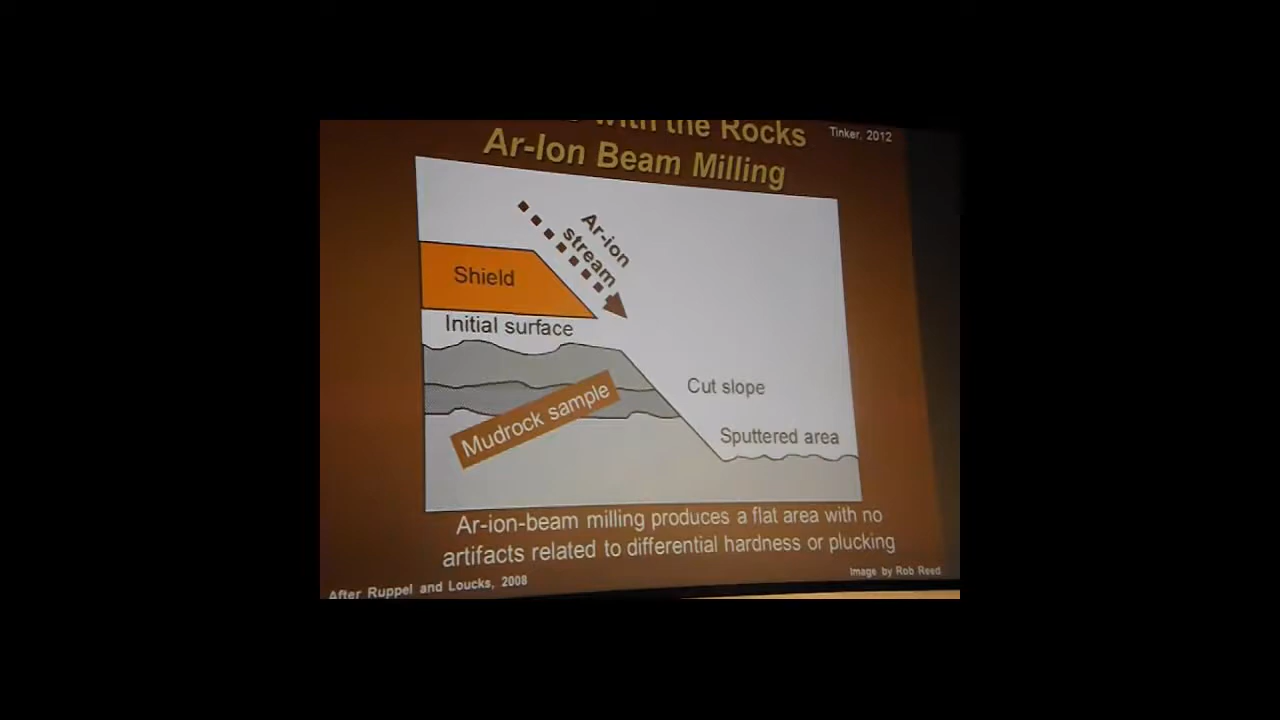 with the Rocks
Tinker, 2012
Ar-Ion Beam Milling
Ar-ion
stream
Shield
Initial surface
Cut slope
Mudrock sample
Sputtered area
Ar-ion-beam milling produces a flat area with no
artifacts related to differential hardness or plucking
Image by Rob Reed
After Ruppel and Loucks, 2008